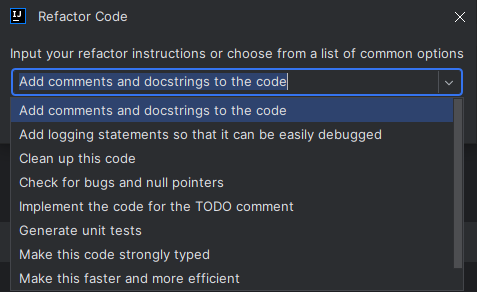 IJ
Refactor Code
Input your refactor instructions or choose from a list of common options
Add comments and docstrings to the code
Add comments and docstrings to the code
Add logging statements so that it can be easily debugged
Clean up this code
Check for bugs and null pointers
Implement the code for the TODO comment
Generate unit tests
Make this code strongly typed
Make this faster and more efficient